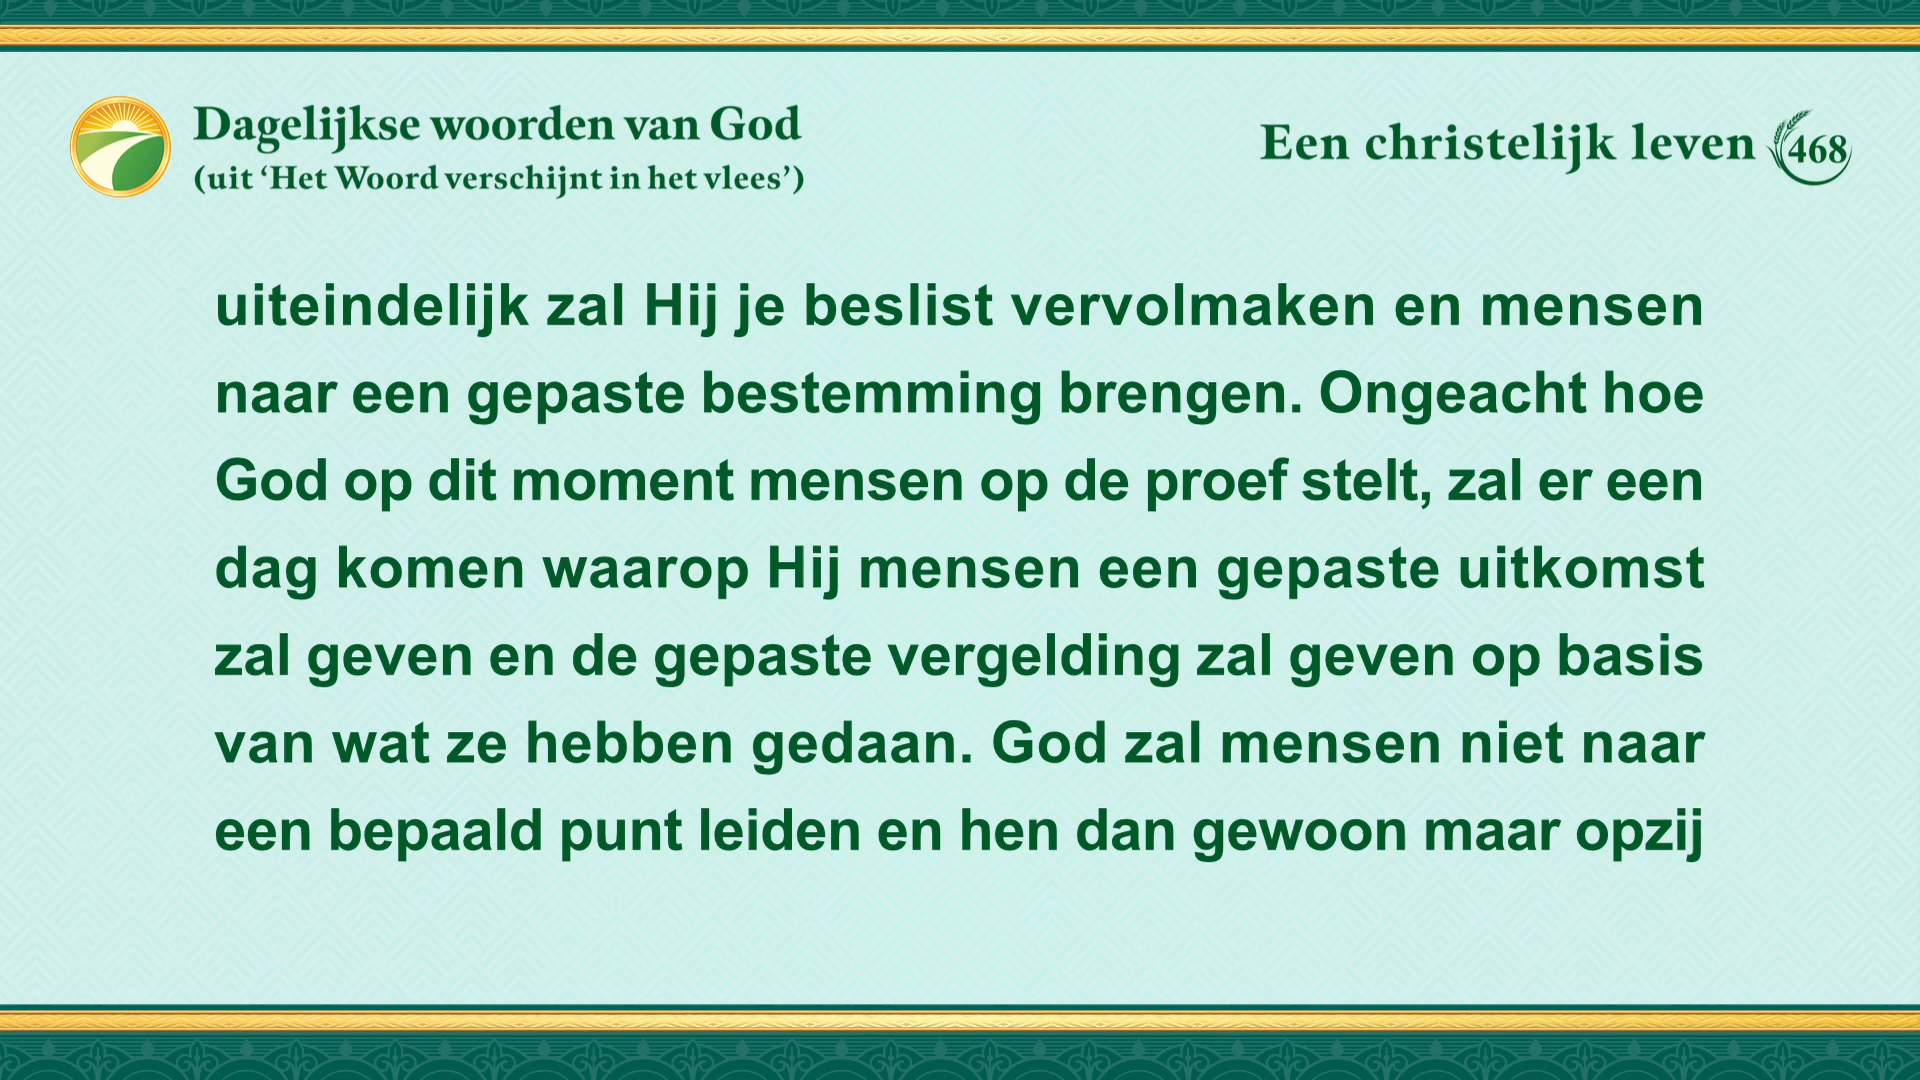 Dagelijkse woorden van God
(uit ‘Het Woord verschijnt in het vlees’)
Een christelijk leven 468
uiteindelijk zal Hij je beslist vervolmaken en mensen
naar een gepaste bestemming brengen. Ongeacht hoe
God op dit moment mensen op de proef stelt, zal er een
dag komen waarop Hij mensen een gepaste uitkomst
zal geven en de gepaste vergelding zal geven op basis
van wat ze hebben gedaan. God zal mensen niet naar
een bepaald punt leiden en hen dan gewoon maar opzij